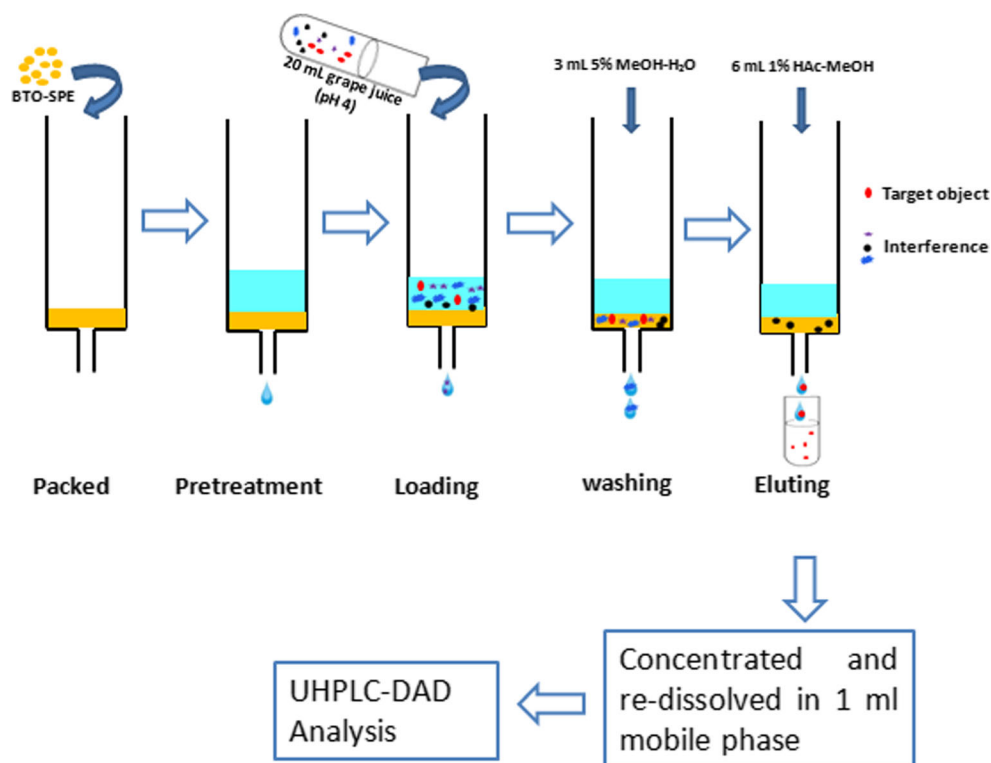 BTO-SPE
20 mL grape juice
(pH 4)
3 mL 5% MeOH-H₂O
6 mL 1% HAc-MeOH
Target object
Interference
Packed
Pretreatment
Loading
washing
Eluting
Concentrated and
re-dissolved in 1 ml
mobile phase
UHPLC-DAD
Analysis